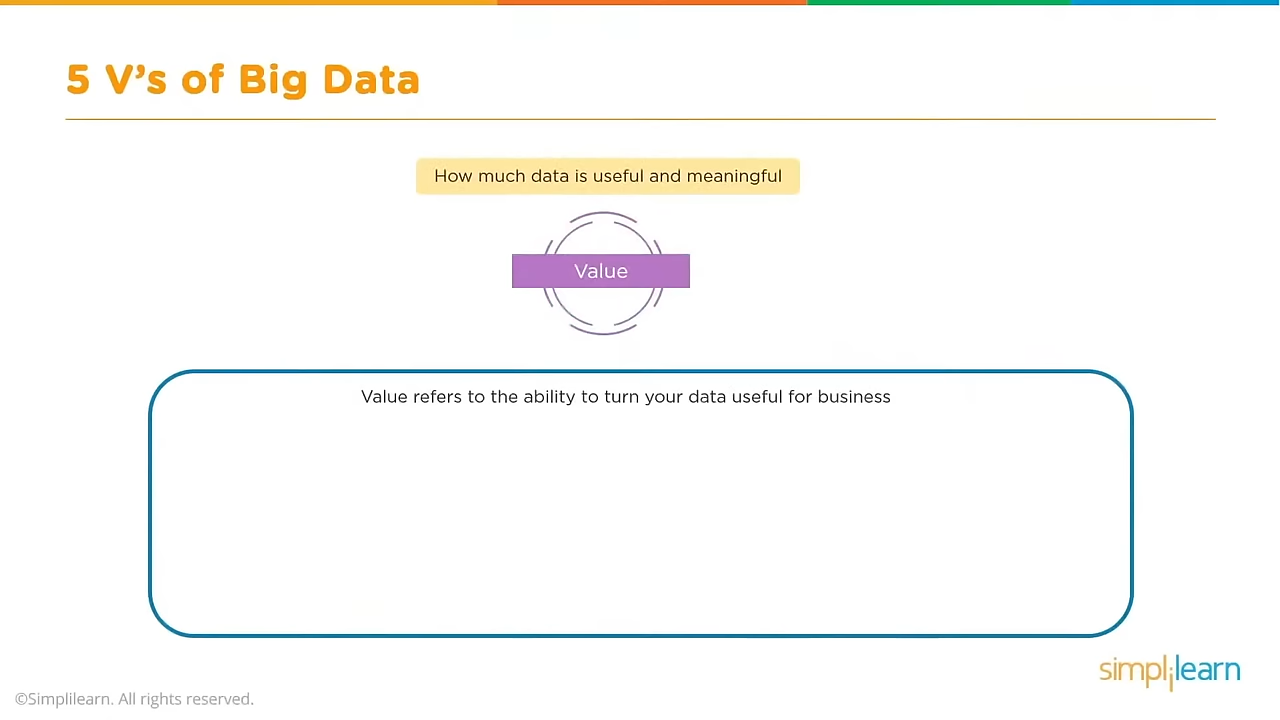 5 V's of Big Data
How much data is useful and meaningful
Value
Value refers to the ability to turn your data useful for business
simplilearn
©Simplilearn. All rights reserved.